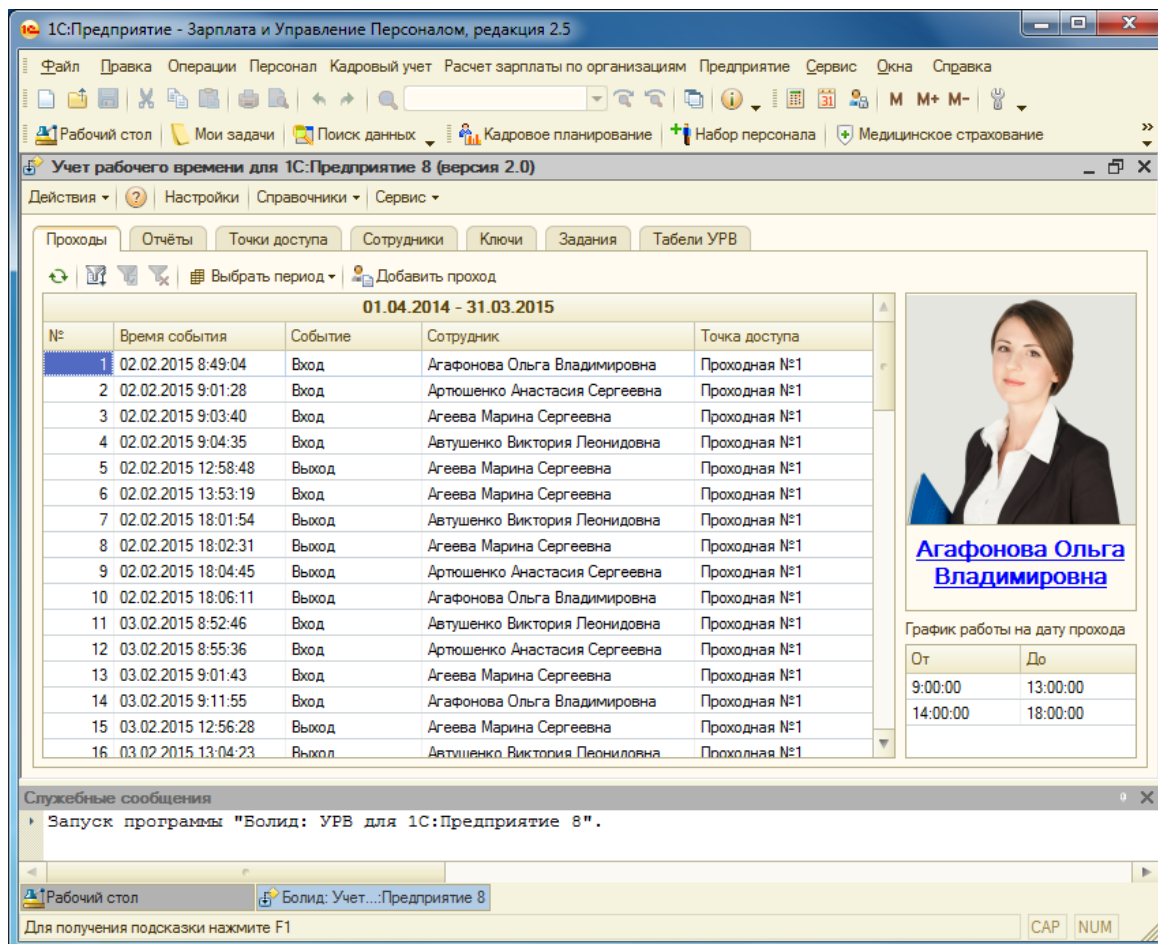 1С:Предприятие - Зарплата и Управление Персоналом, редакция 2.5
Файл Правка Операции Персонал Кадровый учет Расчет зарплаты по организациям Предприятие Сервис Окна Справка
M M+ M-
Рабочий стол Мои задачи Поиск данных Кадровое планирование Набор персонала Медицинское страхование
Учет рабочего времени для 1С:Предприятие 8 (версия 2.0)
Действия Настройки Справочники Сервис
Проходы Отчёты Точки доступа Сотрудники Ключи Задания Табели УРВ
Выбрать период Добавить проход
01.04.2014 - 31.03.2015
№ Время события Событие Сотрудник Точка доступа
1 02.02.2015 8:49:04 Вход Агафонова Ольга Владимировна Проходная №1
2 02.02.2015 9:01:28 Вход Артюшенко Анастасия Сергеевна Проходная №1
3 02.02.2015 9:03:40 Вход Агеева Марина Сергеевна Проходная №1
4 02.02.2015 9:04:35 Вход Автушенко Виктория Леонидовна Проходная №1
5 02.02.2015 12:58:48 Выход Агеева Марина Сергеевна Проходная №1
6 02.02.2015 13:53:19 Вход Агеева Марина Сергеевна Проходная №1
7 02.02.2015 18:01:54 Выход Автушенко Виктория Леонидовна Проходная №1
8 02.02.2015 18:02:31 Выход Агеева Марина Сергеевна Проходная №1
9 02.02.2015 18:04:45 Выход Артюшенко Анастасия Сергеевна Проходная №1
10 02.02.2015 18:06:11 Выход Агафонова Ольга Владимировна Проходная №1
11 03.02.2015 8:52:46 Вход Автушенко Виктория Леонидовна Проходная №1
12 03.02.2015 8:55:36 Вход Артюшенко Анастасия Сергеевна Проходная №1
13 03.02.2015 9:01:43 Вход Агеева Марина Сергеевна Проходная №1
14 03.02.2015 9:11:55 Вход Агафонова Ольга Владимировна Проходная №1
15 03.02.2015 12:56:28 Выход Агеева Марина Сергеевна Проходная №1
16 03.02.2015 13:04:23 Выход Автушенко Виктория Леонидовна Проходная №1
Агафонова Ольга
Владимировна
График работы на дату прохода
От До
9:00:00 13:00:00
14:00:00 18:00:00
Служебные сообщения
Запуск программы "Болид: УРВ для 1С:Предприятие 8".
Рабочий стол Болид: Учет...:Предприятие 8
Для получения подсказки нажмите F1 CAP NUM